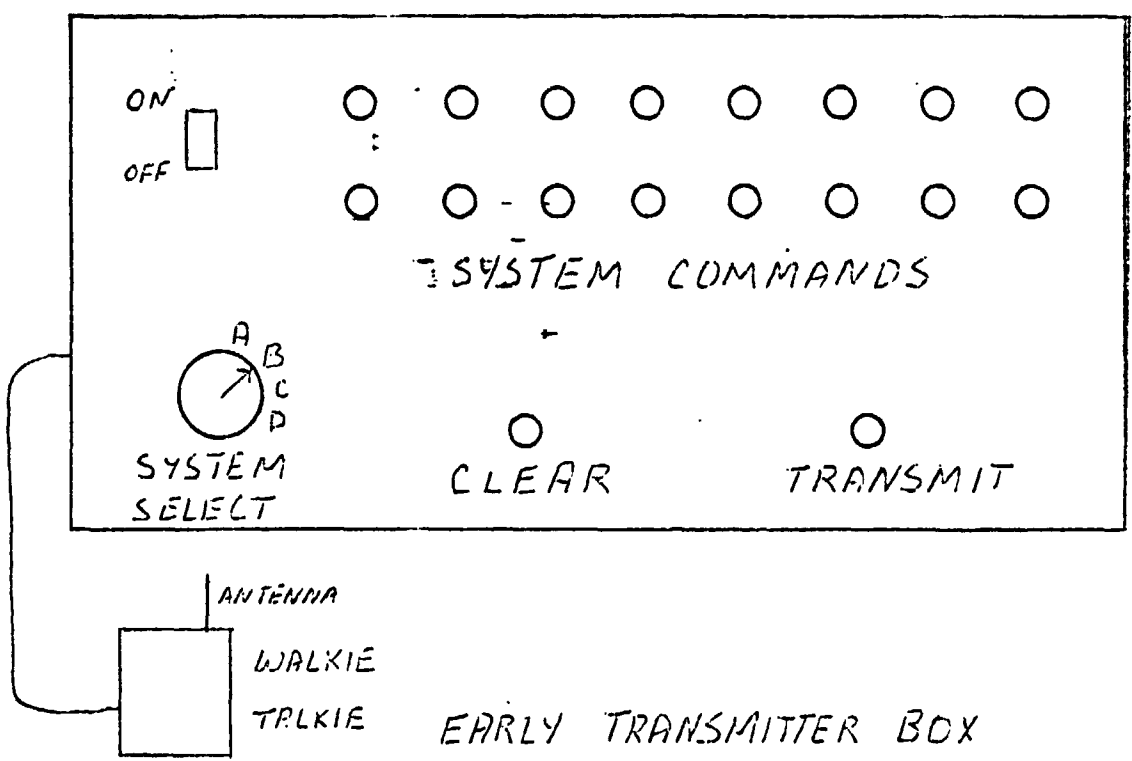 ON
OFF
SYSTEM COMMANDS
A
B
C
D
SYSTEM
SELECT
CLEAR
TRANSMIT
ANTENNA
WALKIE
TALKIE
EARLY TRANSMITTER BOX